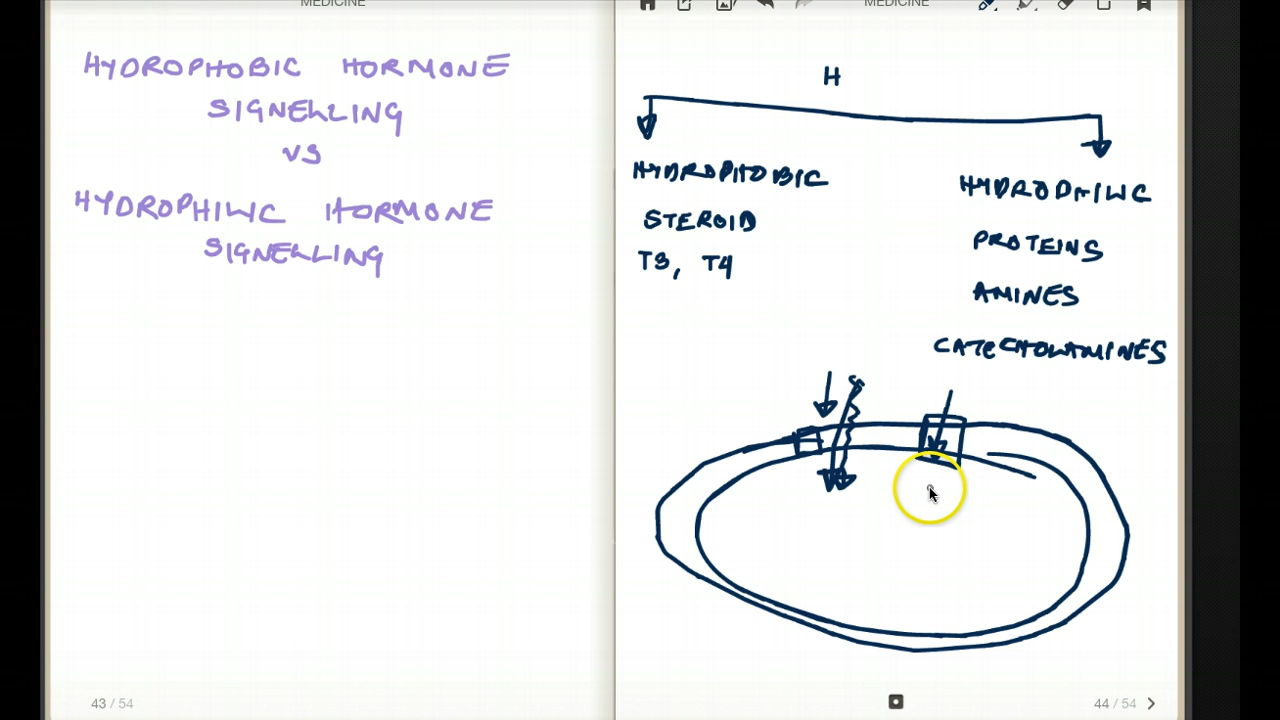 MEDICINE
HYDROPHOBIC HORMONE
SIGNELLING
VS
HYDROPHILIC HORMONE
SIGNELLING
43 / 54
MEDICINE
H
HYDROPHOBIC
STEROID
T3, T4
HYDROPHILIC
PROTEINS
AMINES
CATECHOLAMINES
44 / 54